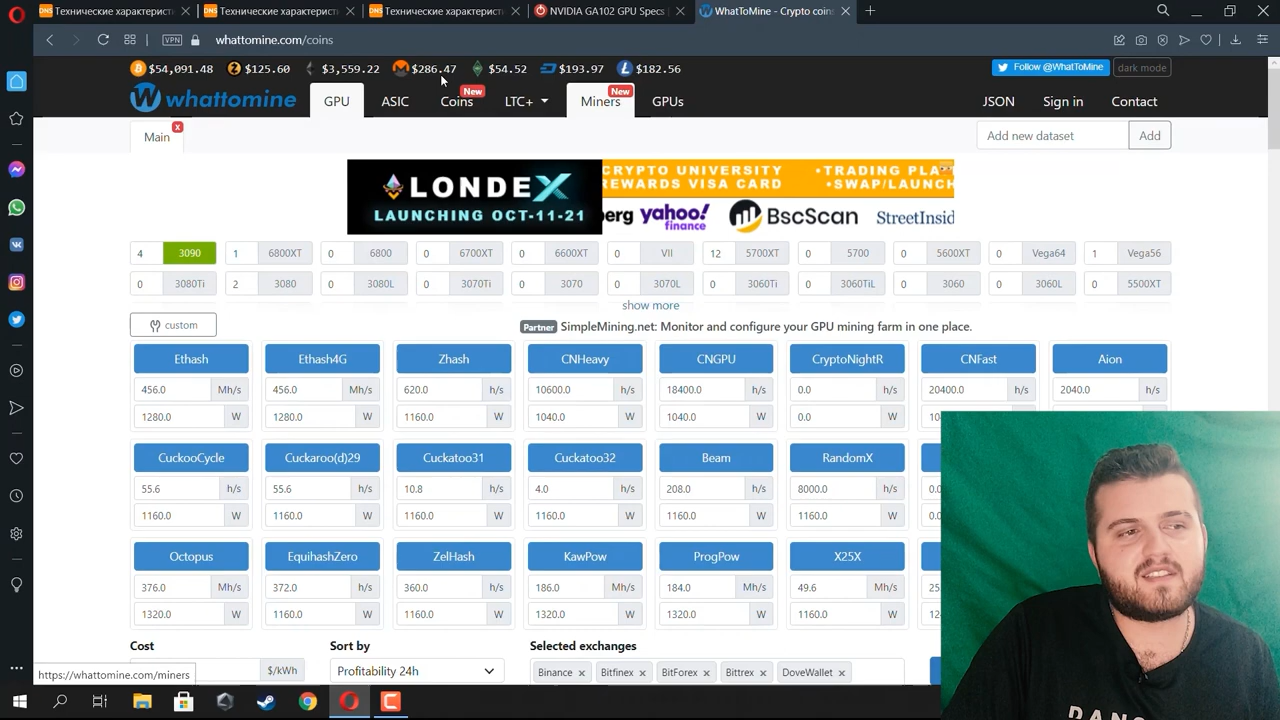 Технические характерист
Технические характерист
Технические характерист
NVIDIA GA102 GPU Specs
WhatToMine - Crypto coins
VPN
whattomine.com/coins
$54,091.48
$125.60
$3,559.22
$286.47
$54.52
$193.97
$182.56
Follow @WhatToMine
dark mode
whattomine
GPU
ASIC
Coins
New
LTC+
Miners
New
GPUs
JSON
Sign in
Contact
Main
x
Add new dataset
Add
LONDEX
LAUNCHING OCT-11-21
CRYPTO UNIVERSITY
REWARDS VISA CARD
•TRADING PLA
•SWAP/LAUNCH
berg
yahoo!
finance
BscScan
StreetInsid
4 3090
1 6800XT
0 6800
0 6700XT
0 6600XT
0 VII
12 5700XT
0 5700
0 5600XT
0 Vega64
1 Vega56
0 3080Ti
2 3080
0 3080L
0 3070Ti
0 3070
0 3070L
0 3060Ti
0 3060TiL
0 3060
0 3060L
0 5500XT
show more
custom
Partner SimpleMining.net: Monitor and configure your GPU mining farm in one place.
Ethash
Ethash4G
Zhash
CNHeavy
CNGPU
CryptoNightR
CNFast
Aion
456.0 Mh/s
456.0 Mh/s
620.0 h/s
10600.0 h/s
18400.0 h/s
0.0 h/s
20400.0 h/s
2040.0 h/s
1280.0 W
1280.0 W
1160.0 W
1040.0 W
1040.0 W
0.0 W
CuckooCycle
Cuckaroo(d)29
Cuckatoo31
Cuckatoo32
Beam
RandomX
55.6 h/s
55.6 h/s
10.8 h/s
4.0 h/s
208.0 h/s
8000.0 h/s
1160.0 W
1160.0 W
1160.0 W
1160.0 W
1160.0 W
1160.0 W
Octopus
EquihashZero
ZelHash
KawPow
ProgPow
X25X
376.0 Mh/s
372.0 h/s
360.0 h/s
186.0 Mh/s
184.0 Mh/s
49.6 Mh/s
1320.0 W
1160.0 W
1160.0 W
1320.0 W
1320.0 W
1160.0 W
Cost
Sort by
Selected exchanges
$/kWh
Profitability 24h
Binance x
Bitfinex x
BitForex x
Bittrex x
DoveWallet x
https://whattomine.com/miners